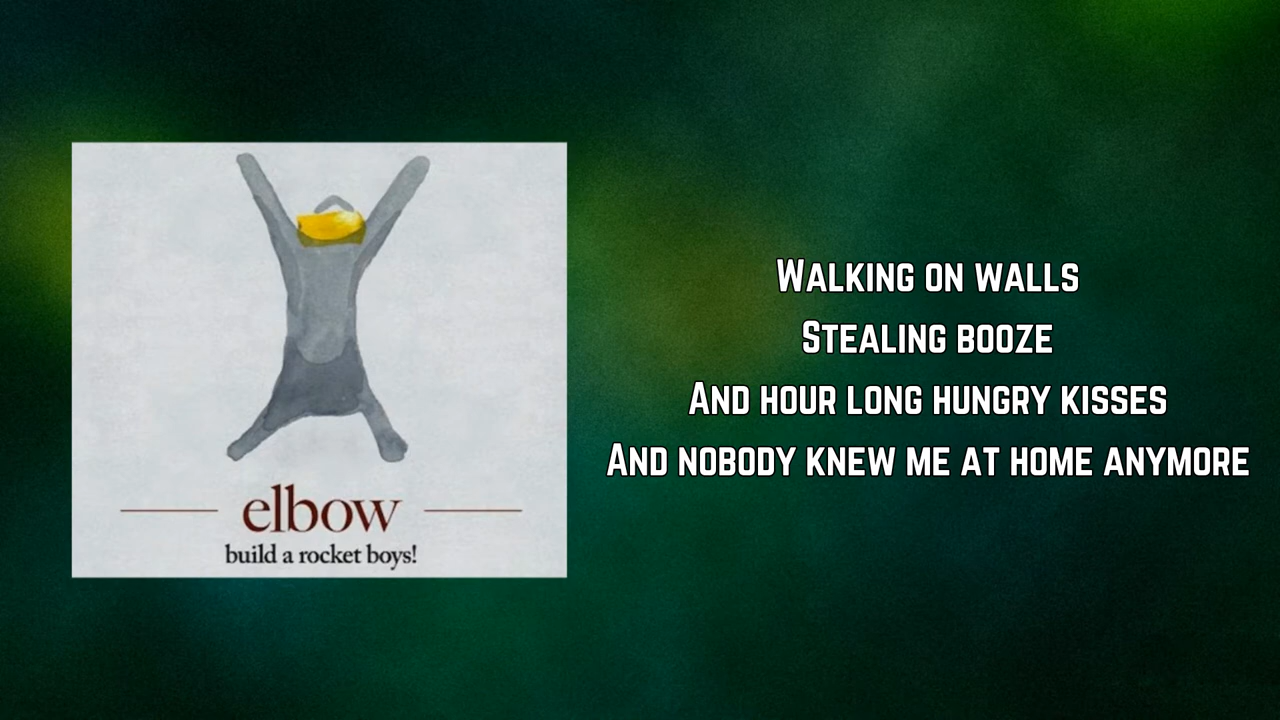 Walking on walls
Stealing booze
And hour long hungry kisses
And nobody knew me at home anymore
elbow
build a rocket boys!